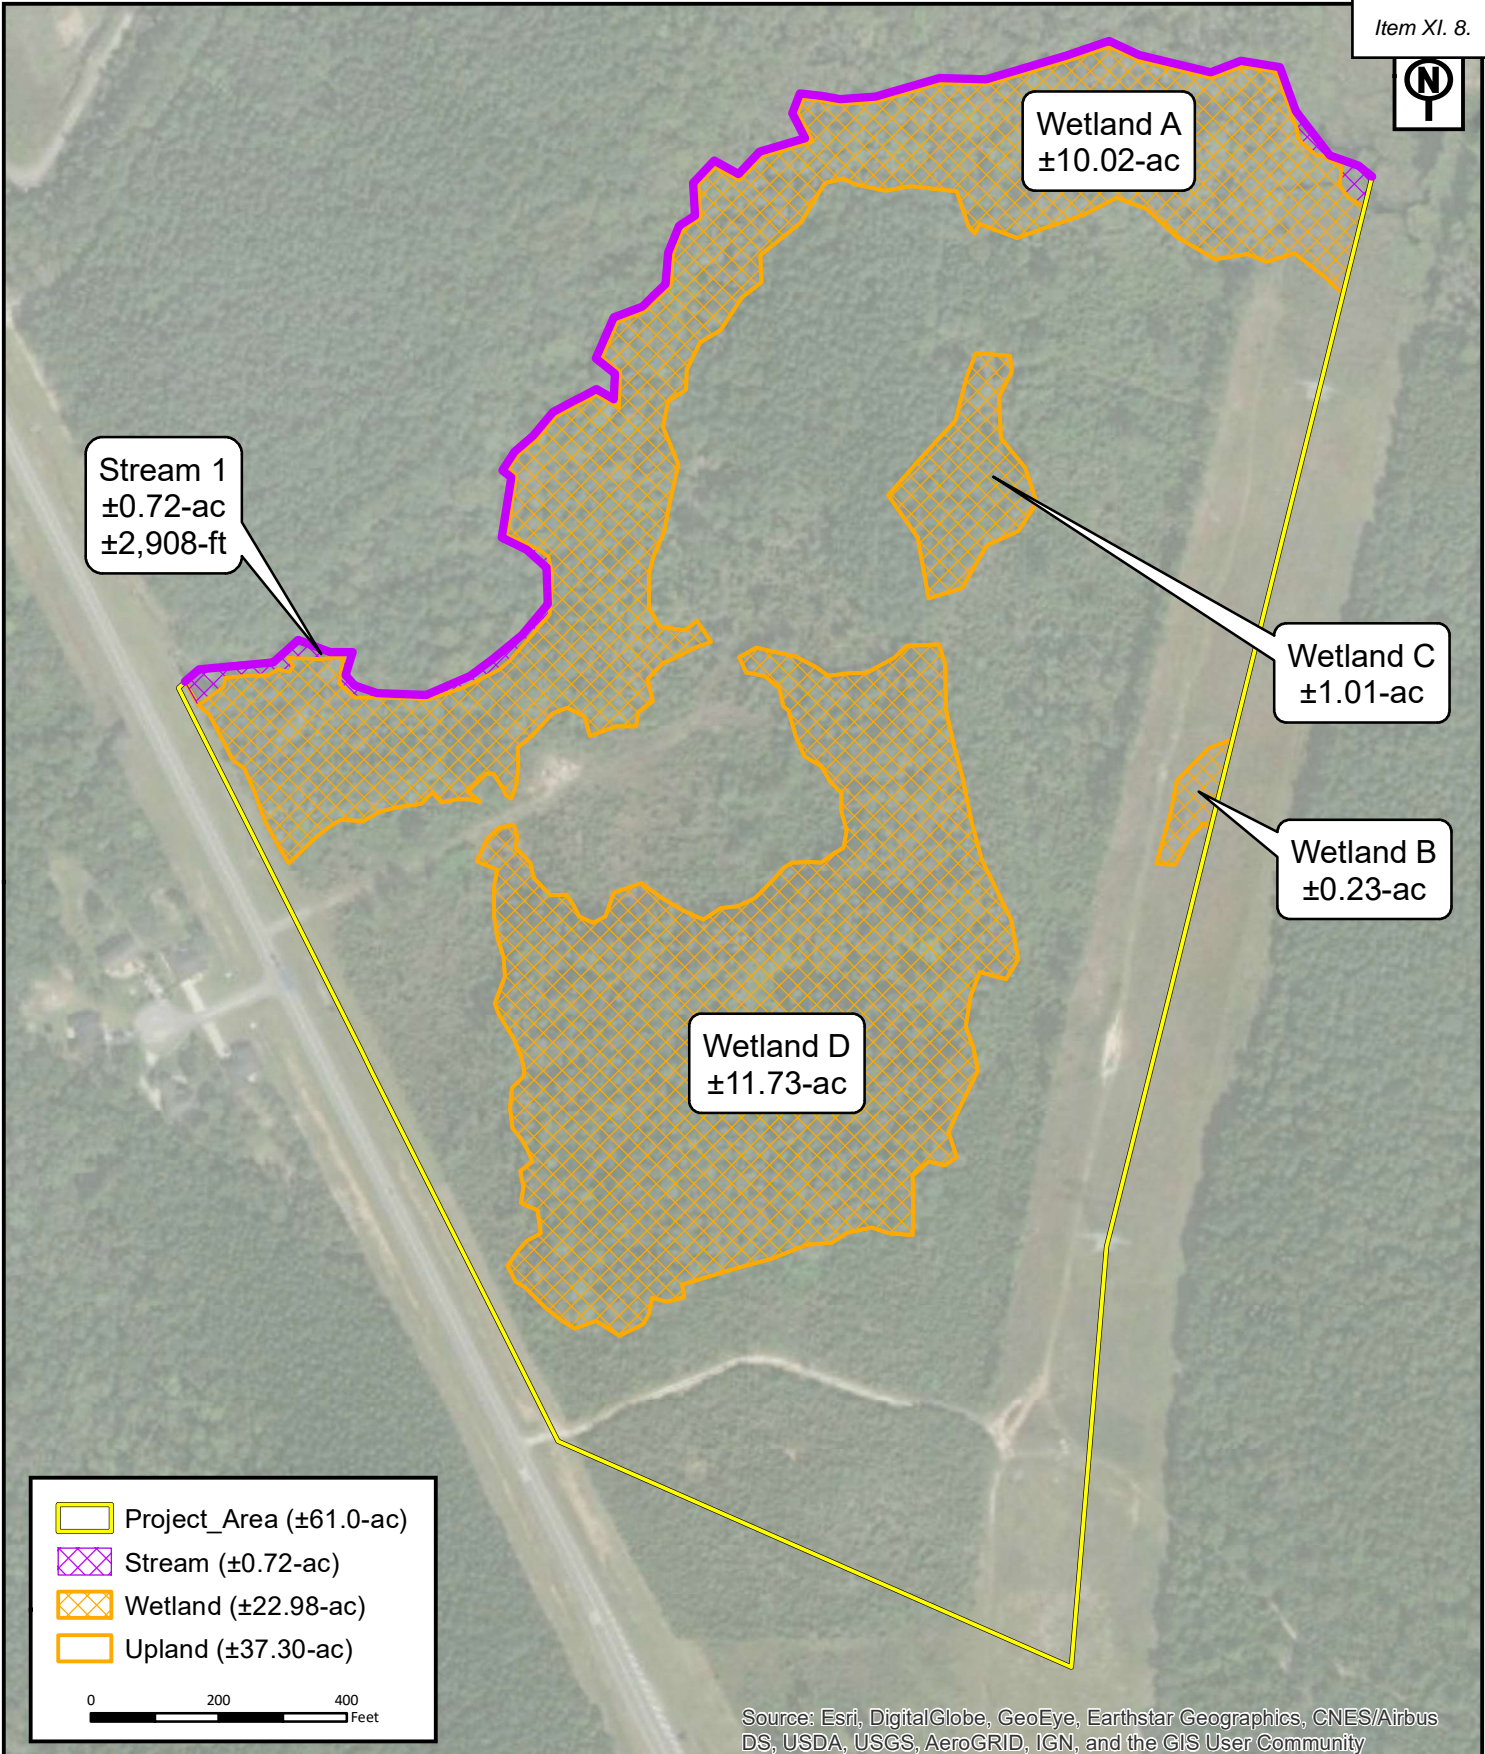 Item XI. 8.
N
Wetland A
±10.02-ac
Stream 1
±0.72-ac
±2,908-ft
Wetland C
±1.01-ac
Wetland B
±0.23-ac
Wetland D
±11.73-ac
Project_Area (±61.0-ac)
Stream (±0.72-ac)
Wetland (±22.98-ac)
Upland (±37.30-ac)
0 200 400
Feet
Source: Esri, DigitalGlobe, GeoEye, Earthstar Geographics, CNES/Airbus
DS, USDA, USGS, AeroGRID, IGN, and the GIS User Community